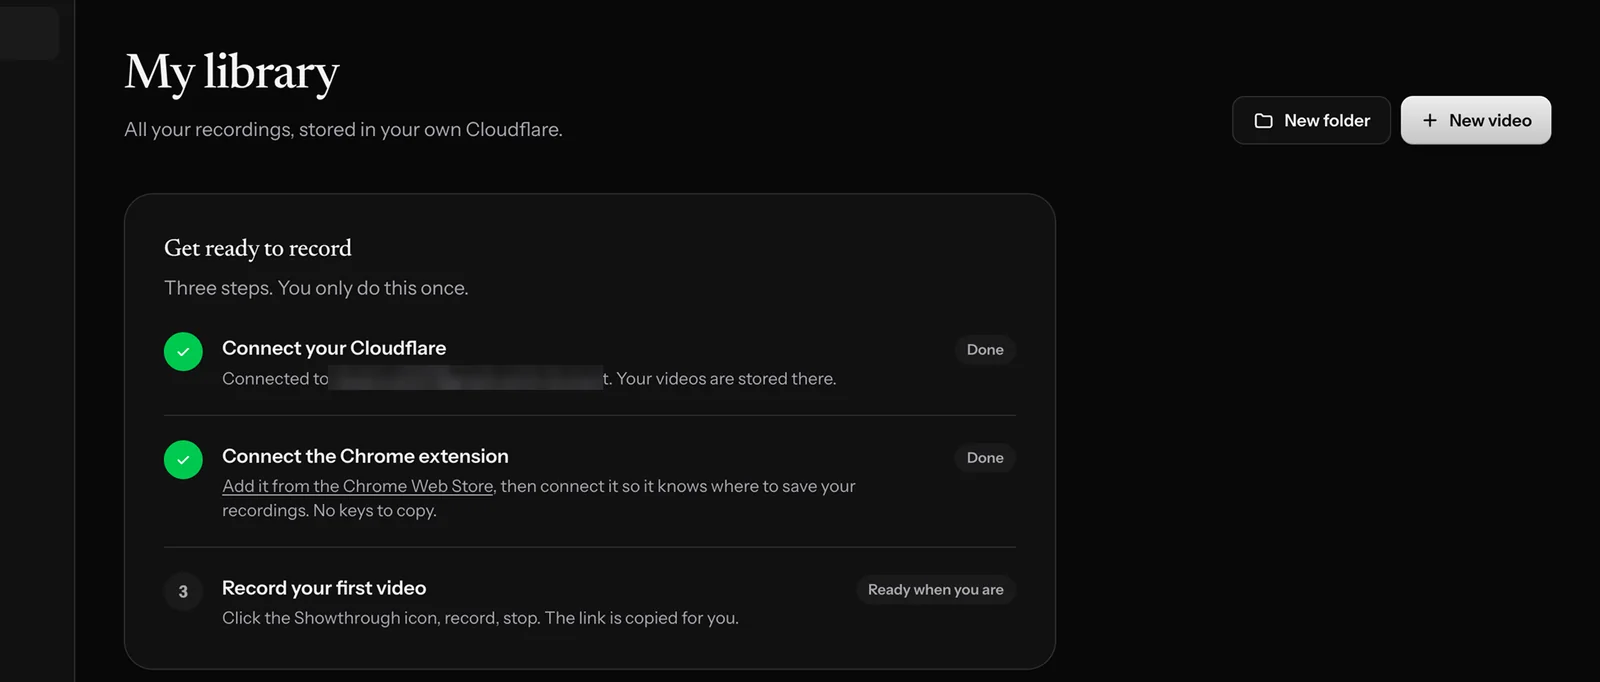 My library
All your recordings, stored in your own Cloudflare.
New folder
+ New video
Get ready to record
Three steps. You only do this once.
Connect your Cloudflare
Done
Connected to t. Your videos are stored there.
Connect the Chrome extension
Done
Add it from the Chrome Web Store, then connect it so it knows where to save your
recordings. No keys to copy.
3
Record your first video
Ready when you are
Click the Showthrough icon, record, stop. The link is copied for you.